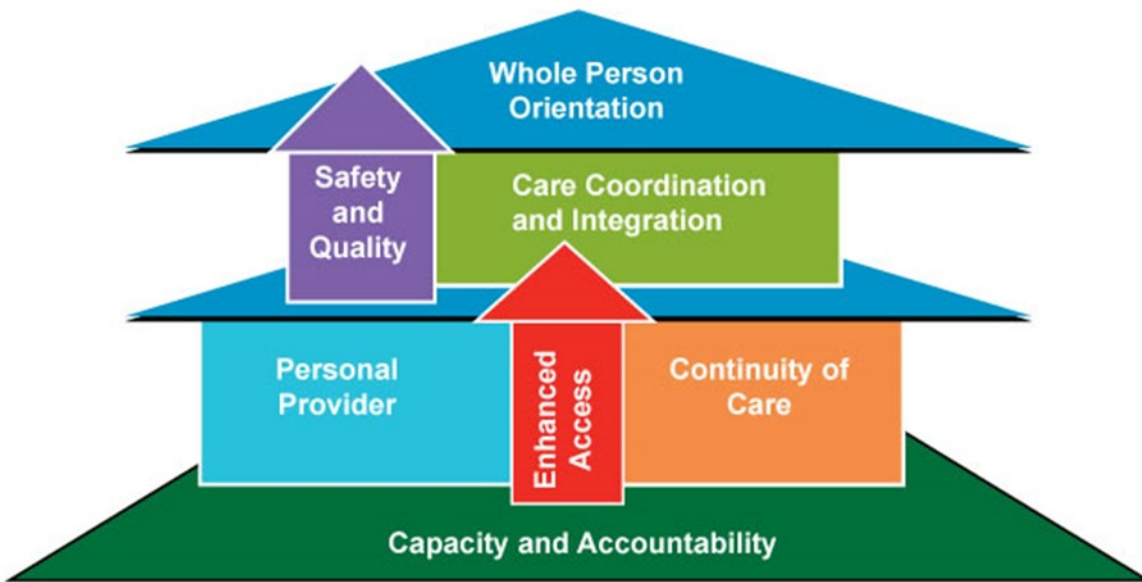 Whole Person
Orientation
Safety
and
Quality
Care Coordination
and Integration
Personal
Provider
Enhanced
Access
Continuity of
Care
Capacity and Accountability